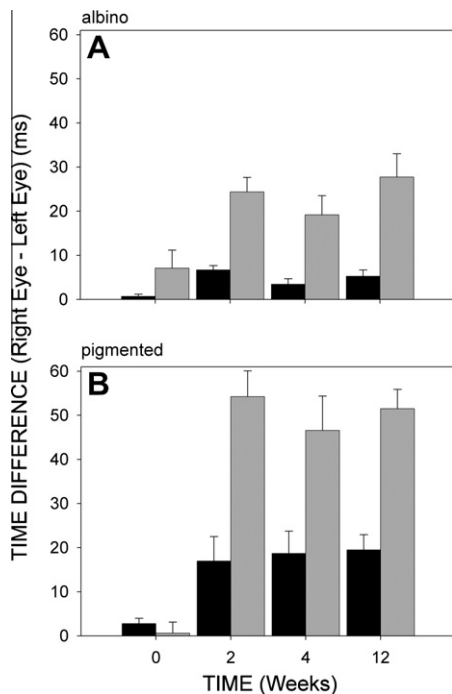 albino
A
60
50
40
30
20
10
0
pigmented
B
60
50
40
30
20
10
0
0 2 4 12
TIME (Weeks)
TIME DIFFERENCE (Right Eye - Left Eye) (ms)